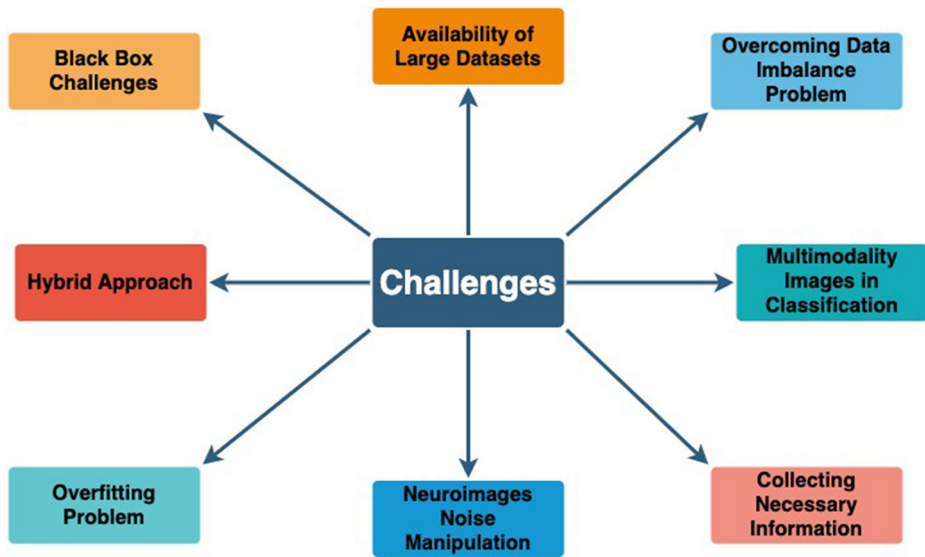 Black Box
Challenges
Availability of
Large Datasets
Overcoming Data
Imbalance
Problem
Hybrid Approach
Challenges
Multimodality
Images in
Classification
Overfitting
Problem
Neuroimages
Noise
Manipulation
Collecting
Necessary
Information